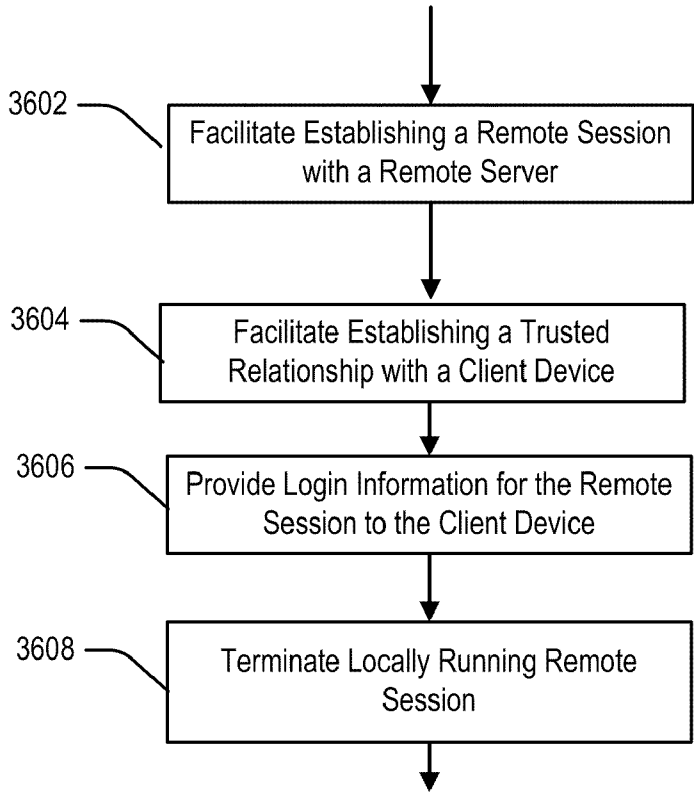 3602
Facilitate Establishing a Remote Session
with a Remote Server
3604
Facilitate Establishing a Trusted
Relationship with a Client Device
3606
Provide Login Information for the Remote
Session to the Client Device
3608
Terminate Locally Running Remote
Session